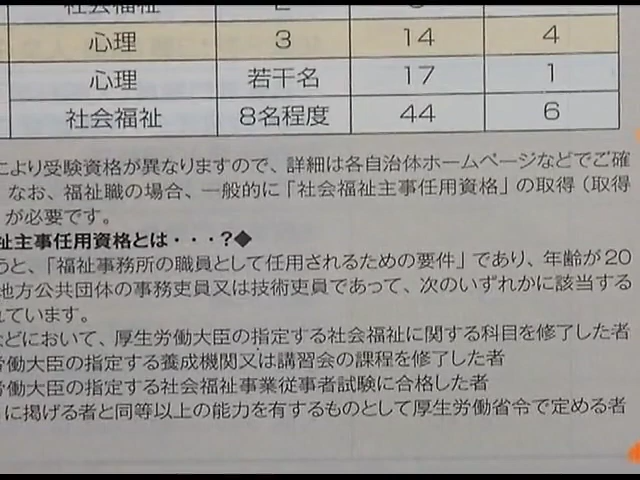 社会福祉
心理 3 14 4
心理 若干名 17 1
社会福祉 8名程度 44 6
により受験資格が異なりますので、詳細は各自治体ホームページなどでご確
なお、福祉職の場合、一般的に「社会福祉主事任用資格」の取得（取得
）が必要です。
祉主事任用資格とは・・・?◆
うと、「福祉事務所の職員として任用されるための要件」であり、年齢が20
地方公共団体の事務吏員又は技術吏員であって、次のいずれかに該当する
れています。
などにおいて、厚生労働大臣の指定する社会福祉に関する科目を修了した者
労働大臣の指定する養成機関又は講習会の課程を修了した者
労働大臣の指定する社会福祉事業従事者試験に合格した者
に掲げる者と同等以上の能力を有するものとして厚生労働省令で定める者